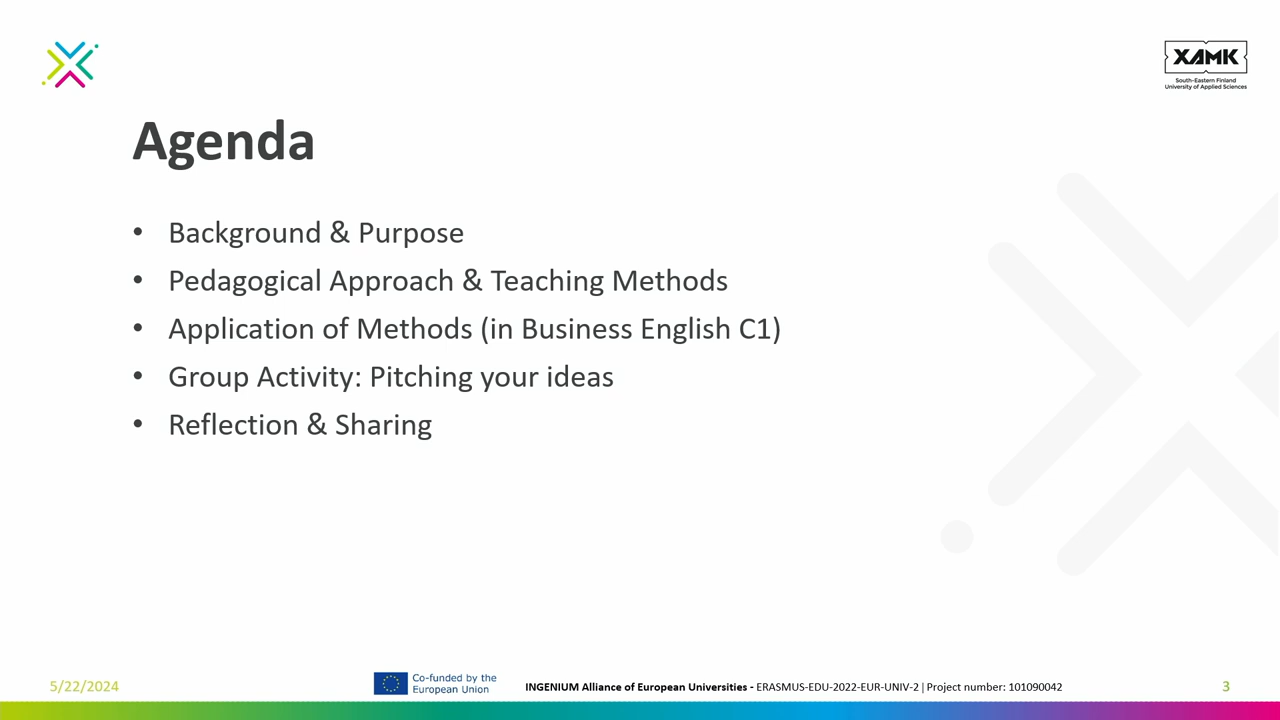 XAMK
South-Eastern Finland
University of Applied Sciences
Agenda
• Background & Purpose
• Pedagogical Approach & Teaching Methods
• Application of Methods (in Business English C1)
• Group Activity: Pitching your ideas
• Reflection & Sharing
5/22/2024
Co-funded by the
European Union
INGENIUM Alliance of European Universities - ERASMUS-EDU-2022-EUR-UNIV-2 | Project number: 101090042
3